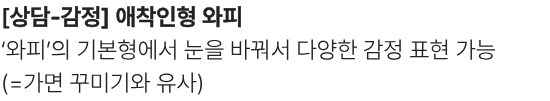 [상담-감정] 애착인형 와피
‘와피’의 기본형에서 눈을 바꿔서 다양한 감정 표현 가능
(=가면 꾸미기와 유사)